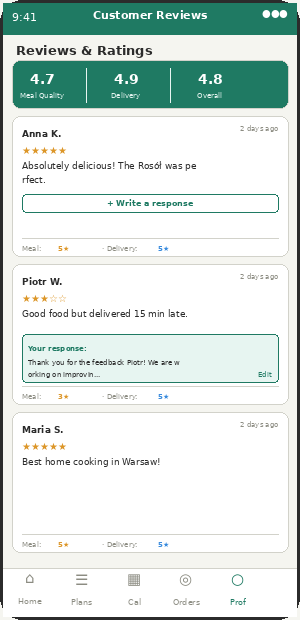 9:41
Customer Reviews
Reviews & Ratings
4.7 4.9 4.8
Meal Quality Delivery Overall
Anna K. 2 days ago
★★★★★
Absolutely delicious! The Rosół was pe
rfect.
+ Write a response
Meal: 5★ · Delivery: 5★
Piotr W. 2 days ago
★★★☆☆
Good food but delivered 15 min late.
Your response:
Thank you for the feedback Piotr! We are w
orking on improvin... Edit
Meal: 3★ · Delivery: 5★
Maria S. 2 days ago
★★★★★
Best home cooking in Warsaw!
Meal: 5★ · Delivery: 5★
Home Plans Cal Orders Prof